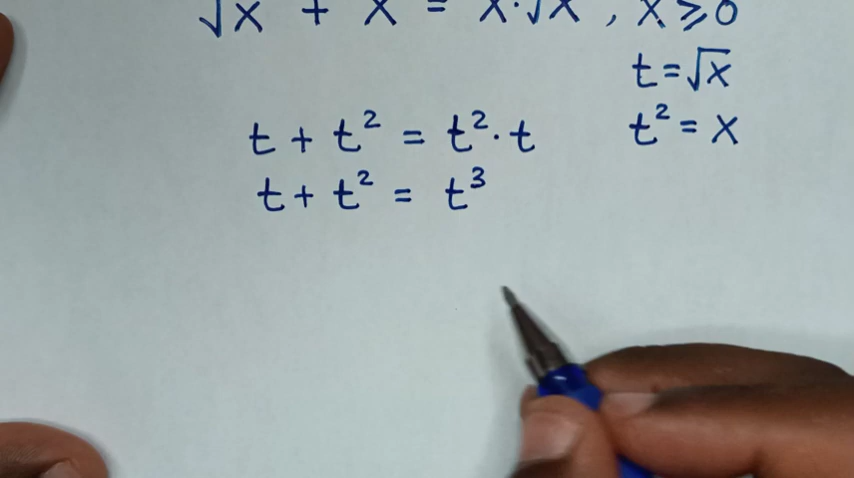 √x + x = x·√x , x ≥ 0
t = √x
t + t² = t²· t
t² = x
t + t² = t³